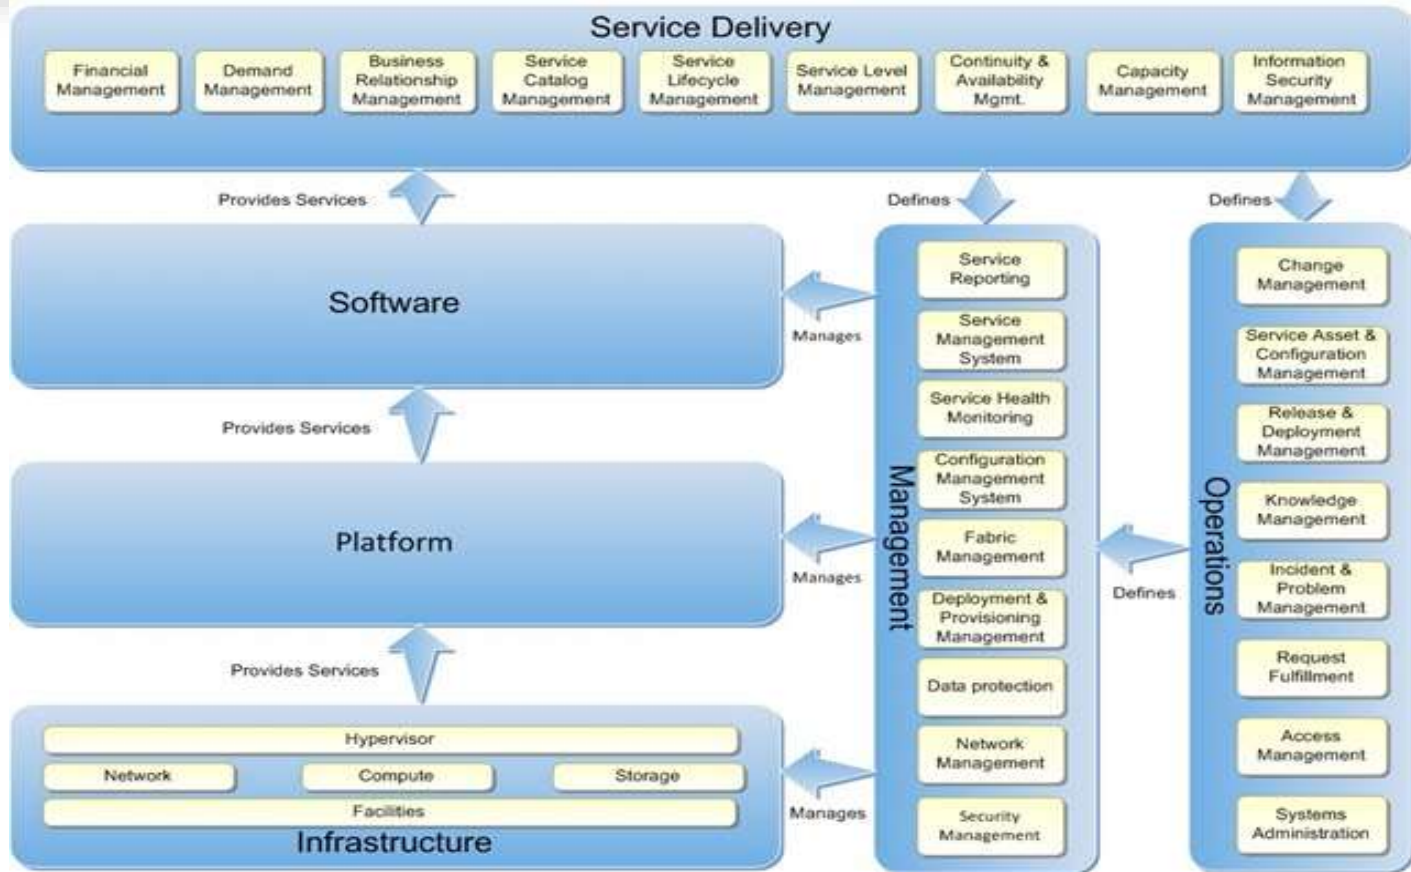 Service Delivery
Financial
Management
Demand
Management
Business
Relationship
Management
Service
Catalog
Management
Service
Lifecycle
Management
Service Level
Management
Continuity &
Availability
Mgmt.
Capacity
Management
Information
Security
Management
Provides Services
Defines
Defines
Software
Manages
Provides Services
Platform
Manages
Provides Services
Hypervisor
Network
Compute
Storage
Facilities
Infrastructure
Manages
Management
Service
Reporting
Service
Management
System
Service Health
Monitoring
Configuration
Management
System
Fabric
Management
Deployment &
Provisioning
Management
Data protection
Network
Management
Security
Management
Defines
Operations
Change
Management
Service Asset &
Configuration
Management
Release &
Deployment
Management
Knowledge
Management
Incident &
Problem
Management
Request
Fulfillment
Access
Management
Systems
Administration